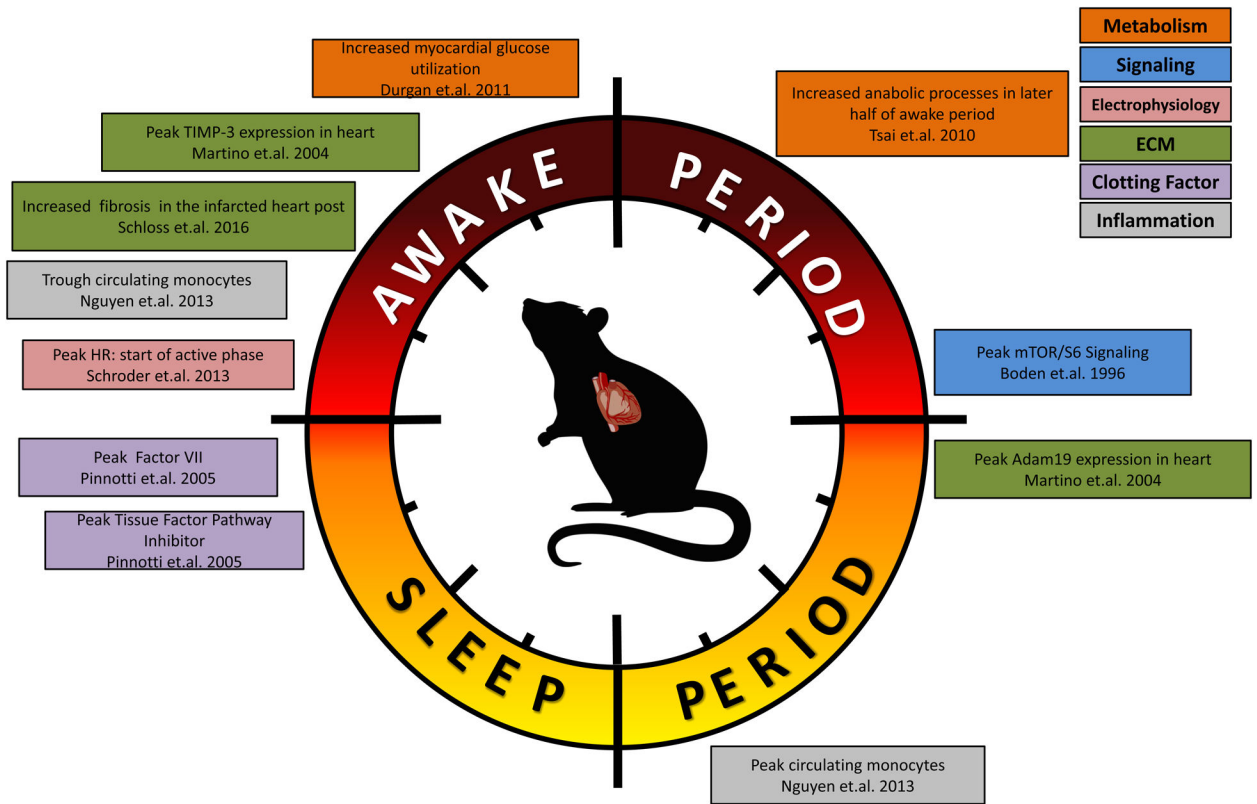 Increased myocardial glucose
utilization
Durgan et.al. 2011
Increased anabolic processes in later
half of awake period
Tsai et.al. 2010
Metabolism
Signaling
Electrophysiology
ECM
Clotting Factor
Inflammation
Peak TIMP-3 expression in heart
Martino et.al. 2004
Increased fibrosis in the infarcted heart post
Schloss et.al. 2016
Trough circulating monocytes
Nguyen et.al. 2013
Peak HR: start of active phase
Schroder et.al. 2013
AWAKE PERIOD
Peak mTOR/S6 Signaling
Boden et.al. 1996
Peak Factor VII
Pinnotti et.al. 2005
Peak Adam19 expression in heart
Martino et.al. 2004
Peak Tissue Factor Pathway
Inhibitor
Pinnotti et.al. 2005
SLEEP PERIOD
Peak circulating monocytes
Nguyen et.al. 2013